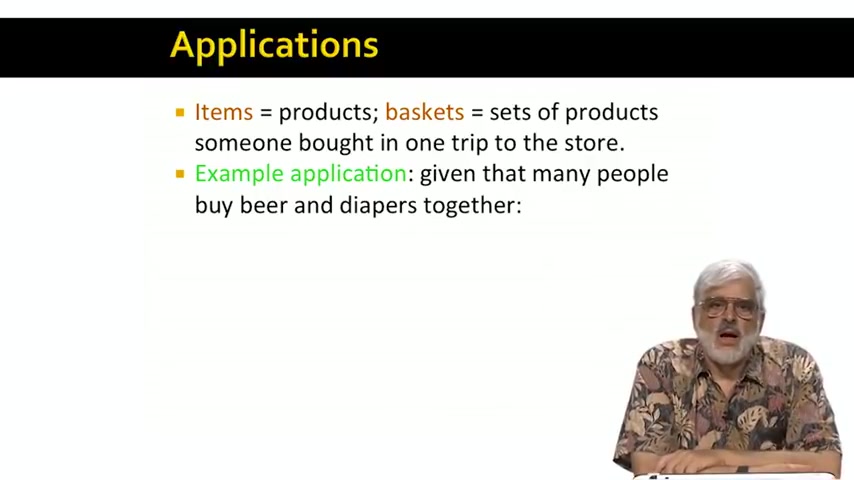 Applications
Items = products; baskets = sets of products
someone bought in one trip to the store.
Example application: given that many people
buy beer and diapers together: